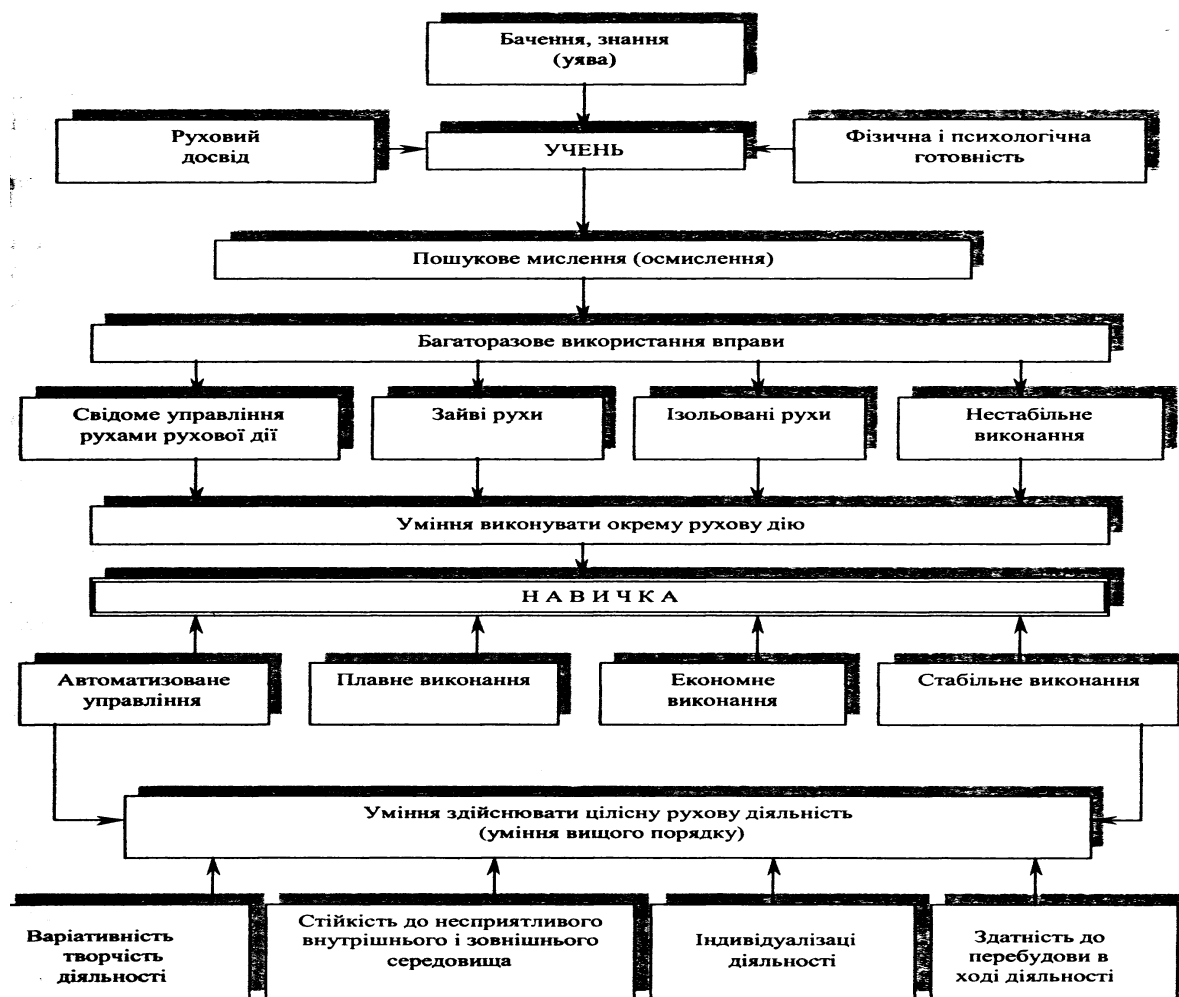 Бачення, знання
(уява)
Руховий
досвід
УЧЕНЬ
Фізична і психологічна
готовність
Пошукове мислення (осмислення)
Багаторазове використання вправи
Свідоме управління
рухами рухової дії
Зайві рухи
Ізольовані рухи
Нестабільне
виконання
Уміння виконувати окрему рухову дію
Н А В И Ч К А
Автоматизоване
управління
Плавне виконання
Економне
виконання
Стабільне виконання
Уміння здійснювати цілісну рухову діяльність
(уміння вищого порядку)
Варіативність
творчість
діяльності
Стійкість до несприятливого
внутрішнього і зовнішнього
середовища
Індивідуалізаці
діяльності
Здатність до
перебудови в
ході діяльності